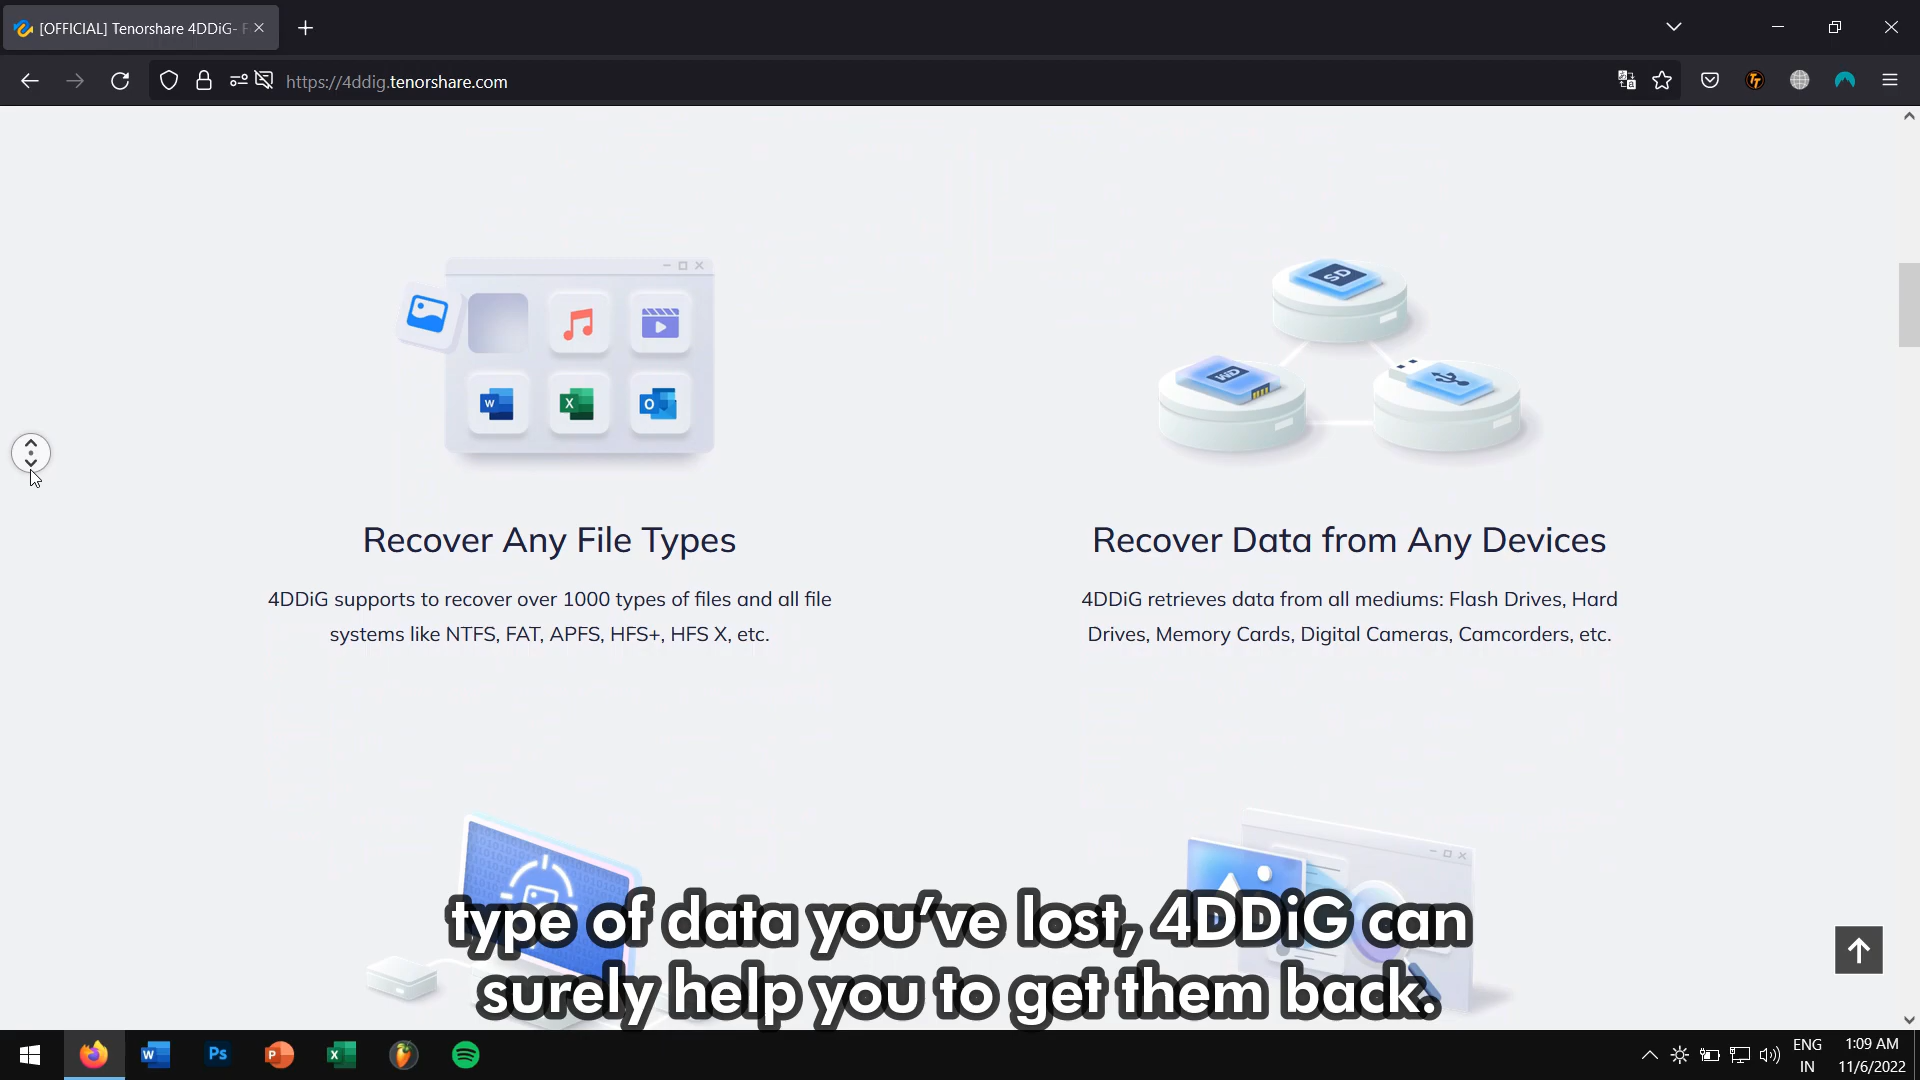 [OFFICIAL] Tenorshare 4DDiG- F
https://4ddig.tenorshare.com
SD
WD
W
X
O
Recover Any File Types
Recover Data from Any Devices
4DDiG supports to recover over 1000 types of files and all file
systems like NTFS, FAT, APFS, HFS+, HFS X, etc.
4DDiG retrieves data from all mediums: Flash Drives, Hard
Drives, Memory Cards, Digital Cameras, Camcorders, etc.
type of data you've lost, 4DDiG can
surely help you to get them back.
W
Ps
P
X
ENG
IN
1:09 AM
11/6/2022